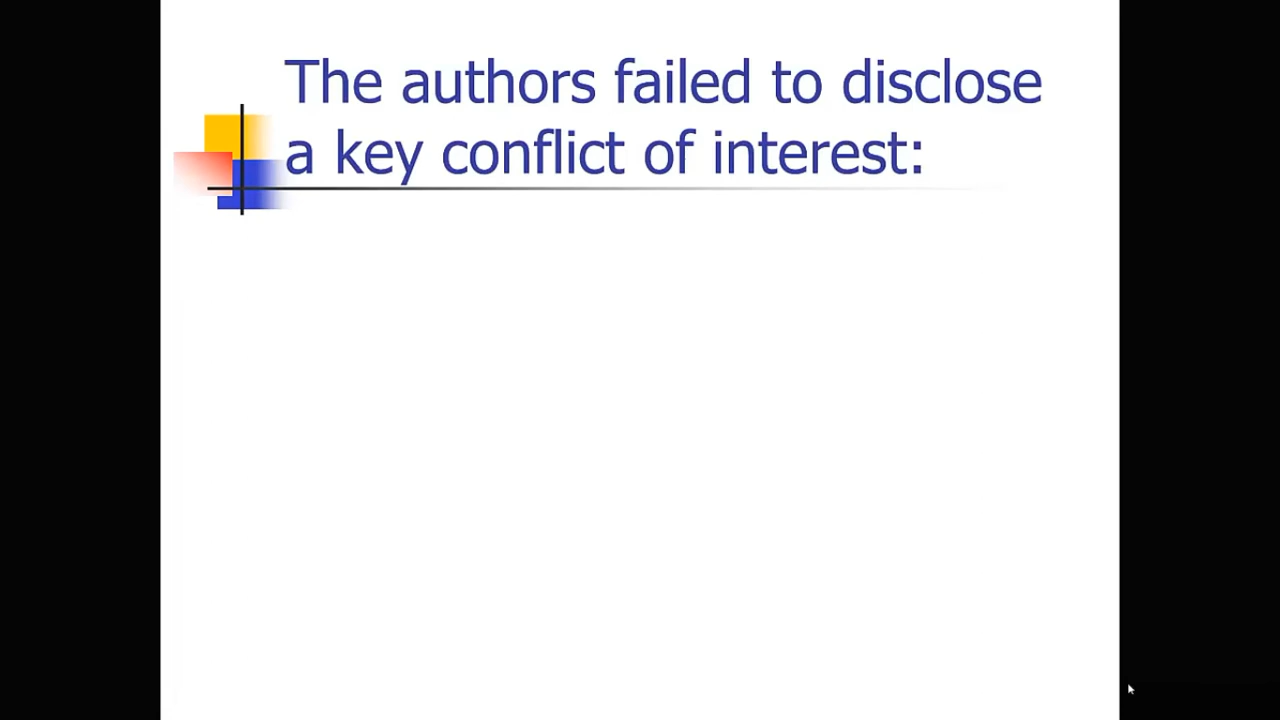 The authors failed to disclose
a key conflict of interest: